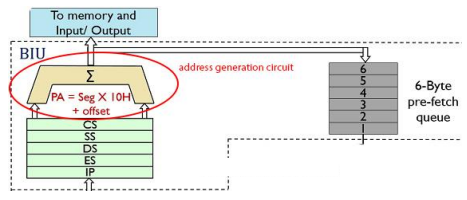 To memory and
Input/ Output
BIU
Σ
address generation circuit
PA = Seg X 10H
+ offset
CS
SS
DS
ES
IP
6
5
4
3
2
1
6-Byte
pre-fetch
queue